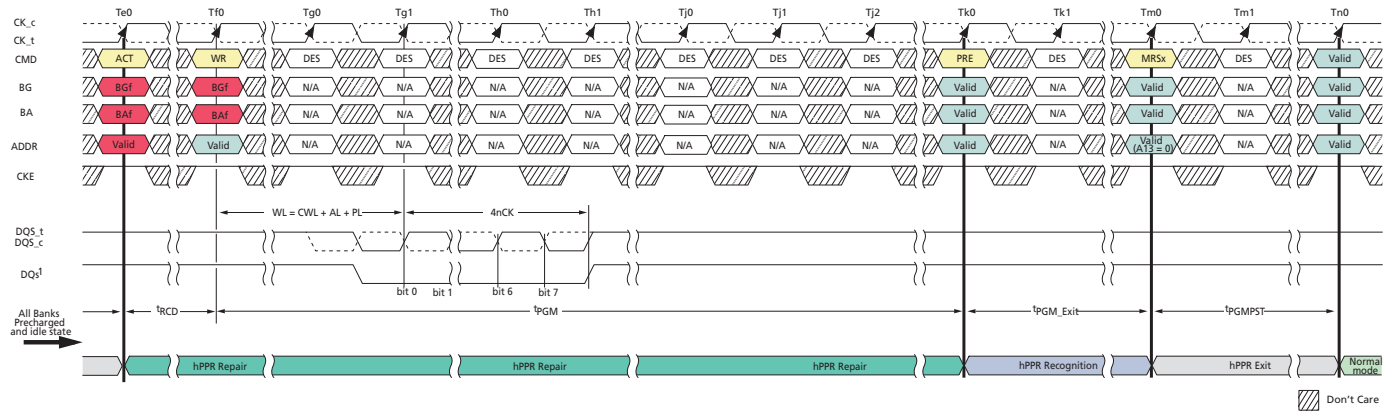 Te0 Tf0 Tg0 Tg1 Th0 Th1 Tj0 Tj1 Tj2 Tk0 Tk1 Tm0 Tm1 Tn0
CK_c
CK_t
CMD ACT WR DES DES DES DES DES DES DES PRE DES MRSx DES Valid
BG BGf BGf N/A N/A N/A N/A N/A N/A N/A Valid N/A Valid N/A Valid
BA BAf BAf N/A N/A N/A N/A N/A N/A N/A Valid N/A Valid N/A Valid
ADDR Valid Valid N/A N/A N/A N/A N/A N/A N/A Valid N/A Valid (A13 = 0) N/A Valid
CKE
WL = CWL + AL + PL 4nCK
DQS_t
DQS_c
DQs1
bit 0 bit 1 bit 6 bit 7
All Banks
Precharged
and idle state
tRCD tPGM tPGM_Exit tPGMPST
hPPR Repair hPPR Repair hPPR Repair hPPR Recognition hPPR Exit Normal
mode
Don't Care